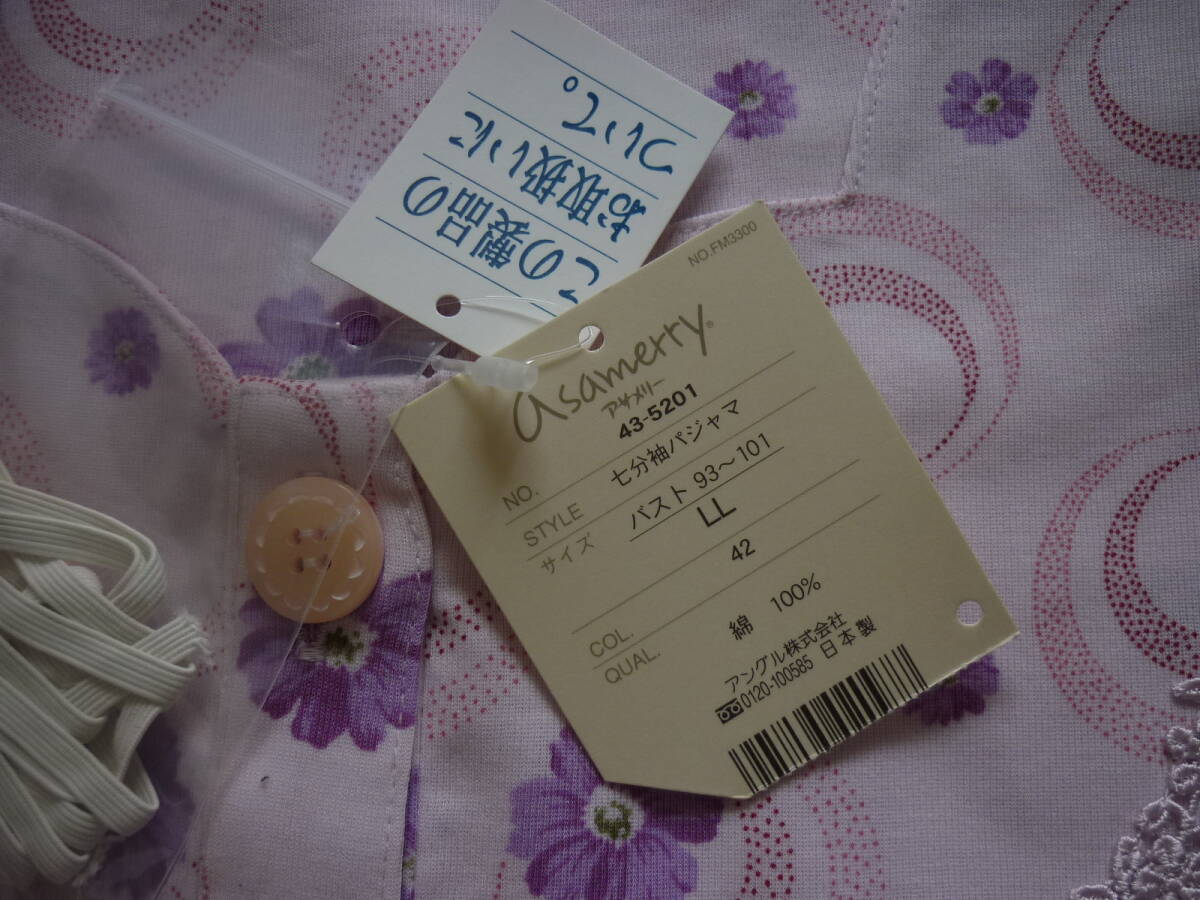 この製品の
お取扱いに
ついて。
NO.FM3300
asamerry®
アサメリー
NO. 43-5201
STYLE 七分袖パジャマ
サイズ バスト 93〜101
LL
COL. 42
QUAL. 綿 100%
アングル株式会社
0120-100585 日本製